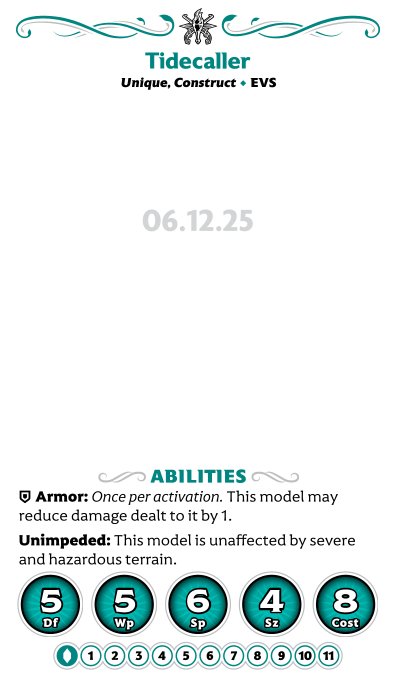 Tidecaller
Unique, Construct ⬥ EVS
06.12.25
ABILITIES
Armor: Once per activation. This model may
reduce damage dealt to it by 1.
Unimpeded: This model is unaffected by severe
and hazardous terrain.
5 5 6 4 8
Df Wp Sp Sz Cost
1 2 3 4 5 6 7 8 9 10 11